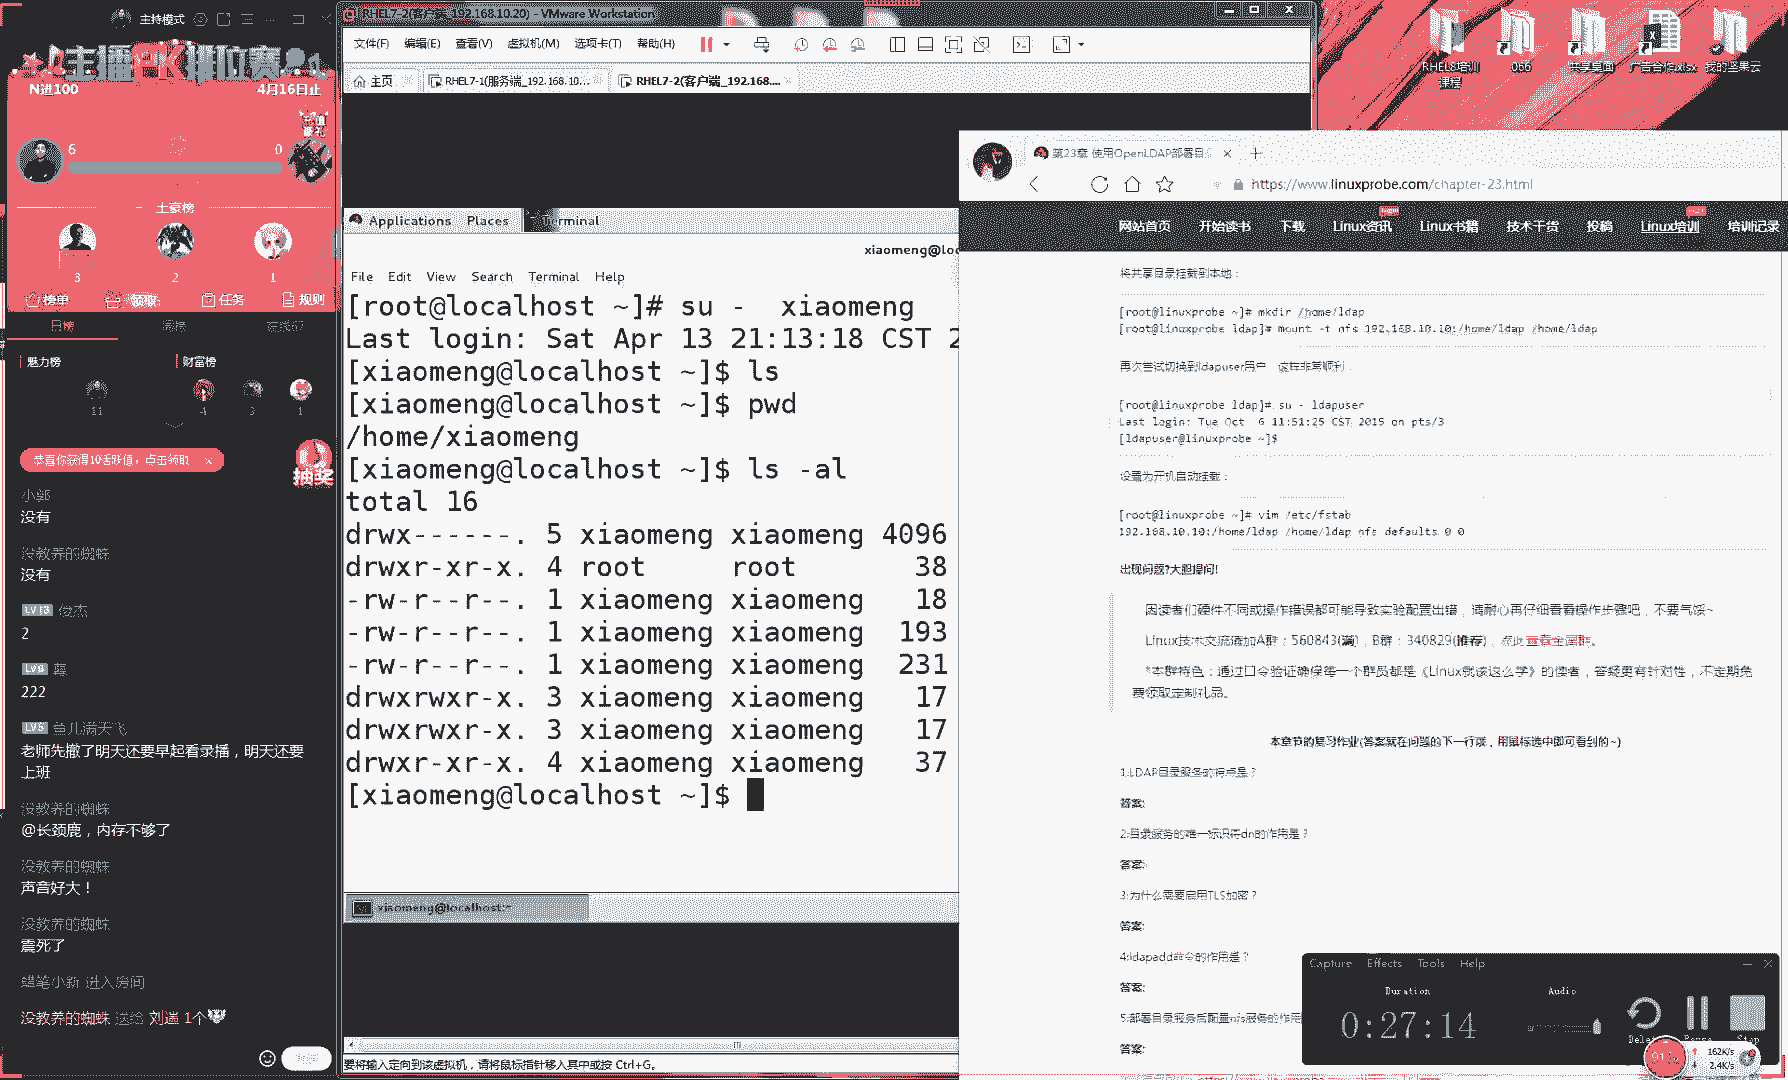 主持模式
主播PK排位赛
N进100
4月16日止
6
0
土豪榜
3
2
1
榜单
领取
任务
规则
日榜
在线67
魅力榜
财富榜
11
4
3
1
恭喜你获得10活跃值，点击领取
抽奖
小郭
没有
没教养的蜘蛛
没有
LV13 俊杰
2
222
LV5 鱼儿满天飞
老师先撤了明天还要早起看录播，明天还要
上班
没教养的蜘蛛
@长颈鹿，内存不够了
没教养的蜘蛛
声音好大！
没教养的蜘蛛
震死了
蜡笔小新 进入房间
没教养的蜘蛛 送给 刘遄 1个
RHEL7-2(客户端_192.168.10.20) - VMware Workstation
文件(F) 编辑(E) 查看(V) 虚拟机(M) 选项卡(T) 帮助(H)
主页
RHEL7-1(服务端_192.168.10...
RHEL7-2(客户端_192.168....
Applications Places Terminal
xiaomeng@lo
File Edit View Search Terminal Help
[root@localhost ~]# su -  xiaomeng
Last login: Sat Apr 13 21:13:18 CST 2
[xiaomeng@localhost ~]$ ls
[xiaomeng@localhost ~]$ pwd
/home/xiaomeng
[xiaomeng@localhost ~]$ ls -al
total 16
drwx------. 5 xiaomeng xiaomeng 4096
drwxr-xr-x. 4 root     root       38
-rw-r--r--. 1 xiaomeng xiaomeng   18
-rw-r--r--. 1 xiaomeng xiaomeng  193
-rw-r--r--. 1 xiaomeng xiaomeng  231
drwxrwxr-x. 3 xiaomeng xiaomeng   17
drwxrwxr-x. 3 xiaomeng xiaomeng   17
drwxr-xr-x. 4 xiaomeng xiaomeng   37
[xiaomeng@localhost ~]$
xiaomeng@localhost:~
要将输入定向到该虚拟机，请将鼠标指针移入其中或按 Ctrl+G。
RHEL8培训
课程
066
共享桌面
广告合作.xlsx
我的坚果云
第23章 使用OpenLDAP部署目
https://www.linuxprobe.com/chapter-23.html
网站首页 开始读书 下载 Linux资讯 Linux书籍 技术干货 投稿 Linux培训 培训记录
将共享目录挂载到本地：
[root@linuxprobe ~]# mkdir /home/ldap
[root@linuxprobe ldap]# mount -t nfs 192.168.10.10:/home/ldap /home/ldap
再次尝试切换到ldapuser用户，这样非常顺利：
[root@linuxprobe ldap]# su - ldapuser
Last login: Tue Oct  6 11:51:25 CST 2015 on pts/3
[ldapuser@linuxprobe ~]$
设置为开机自动挂载：
[root@linuxprobe ~]# vim /etc/fstab
192.168.10.10:/home/ldap /home/ldap nfs defaults 0 0
出现问题?大胆提问!
因读者们硬件不同或操作错误都可能导致实验配置出错，请耐心再仔细看看操作步骤吧，不要气馁~
Linux技术交流请加A群：560843(满)，B群：340829(推荐)，点此查看全国群。
*本群特色：通过口令验证确保每一个群员都是《Linux就该这么学》的读者，答疑更有针对性，不定期免
费领取定制礼品。
本章节的复习作业(答案就在问题的下一行哦，用鼠标选中即可看到的~)
1:LDAP目录服务的特点是？
答案:
2:目录服务的唯一标识符dn的作用是？
答案:
3:为什么需要启用TLS加密？
答案:
4:ldapadd命令的作用是？
答案:
5:部署目录服务后配置nfs服务的作用
答案:
Capture Effects Tools Help
Duration
Audio
0:27:14
Pause
Stop
162K/s
2.4K/s